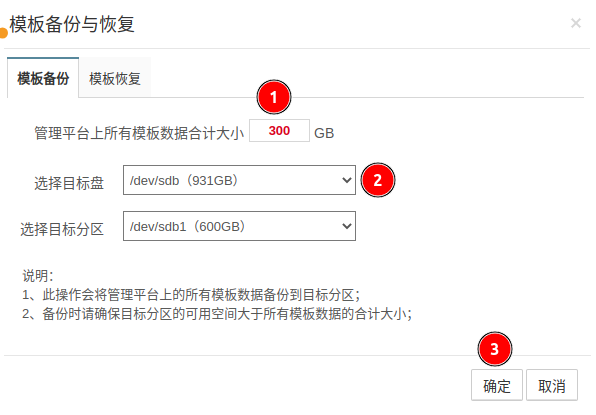 模板备份与恢复 ×
模板备份 模板恢复
1
管理平台上所有模板数据合计大小 300 GB
选择目标盘 /dev/sdb（931GB） 2
选择目标分区 /dev/sdb1（600GB）
说明：
1、此操作会将管理平台上的所有模板数据备份到目标分区；
2、备份时请确保目标分区的可用空间大于所有模板数据的合计大小；
3
确定 取消